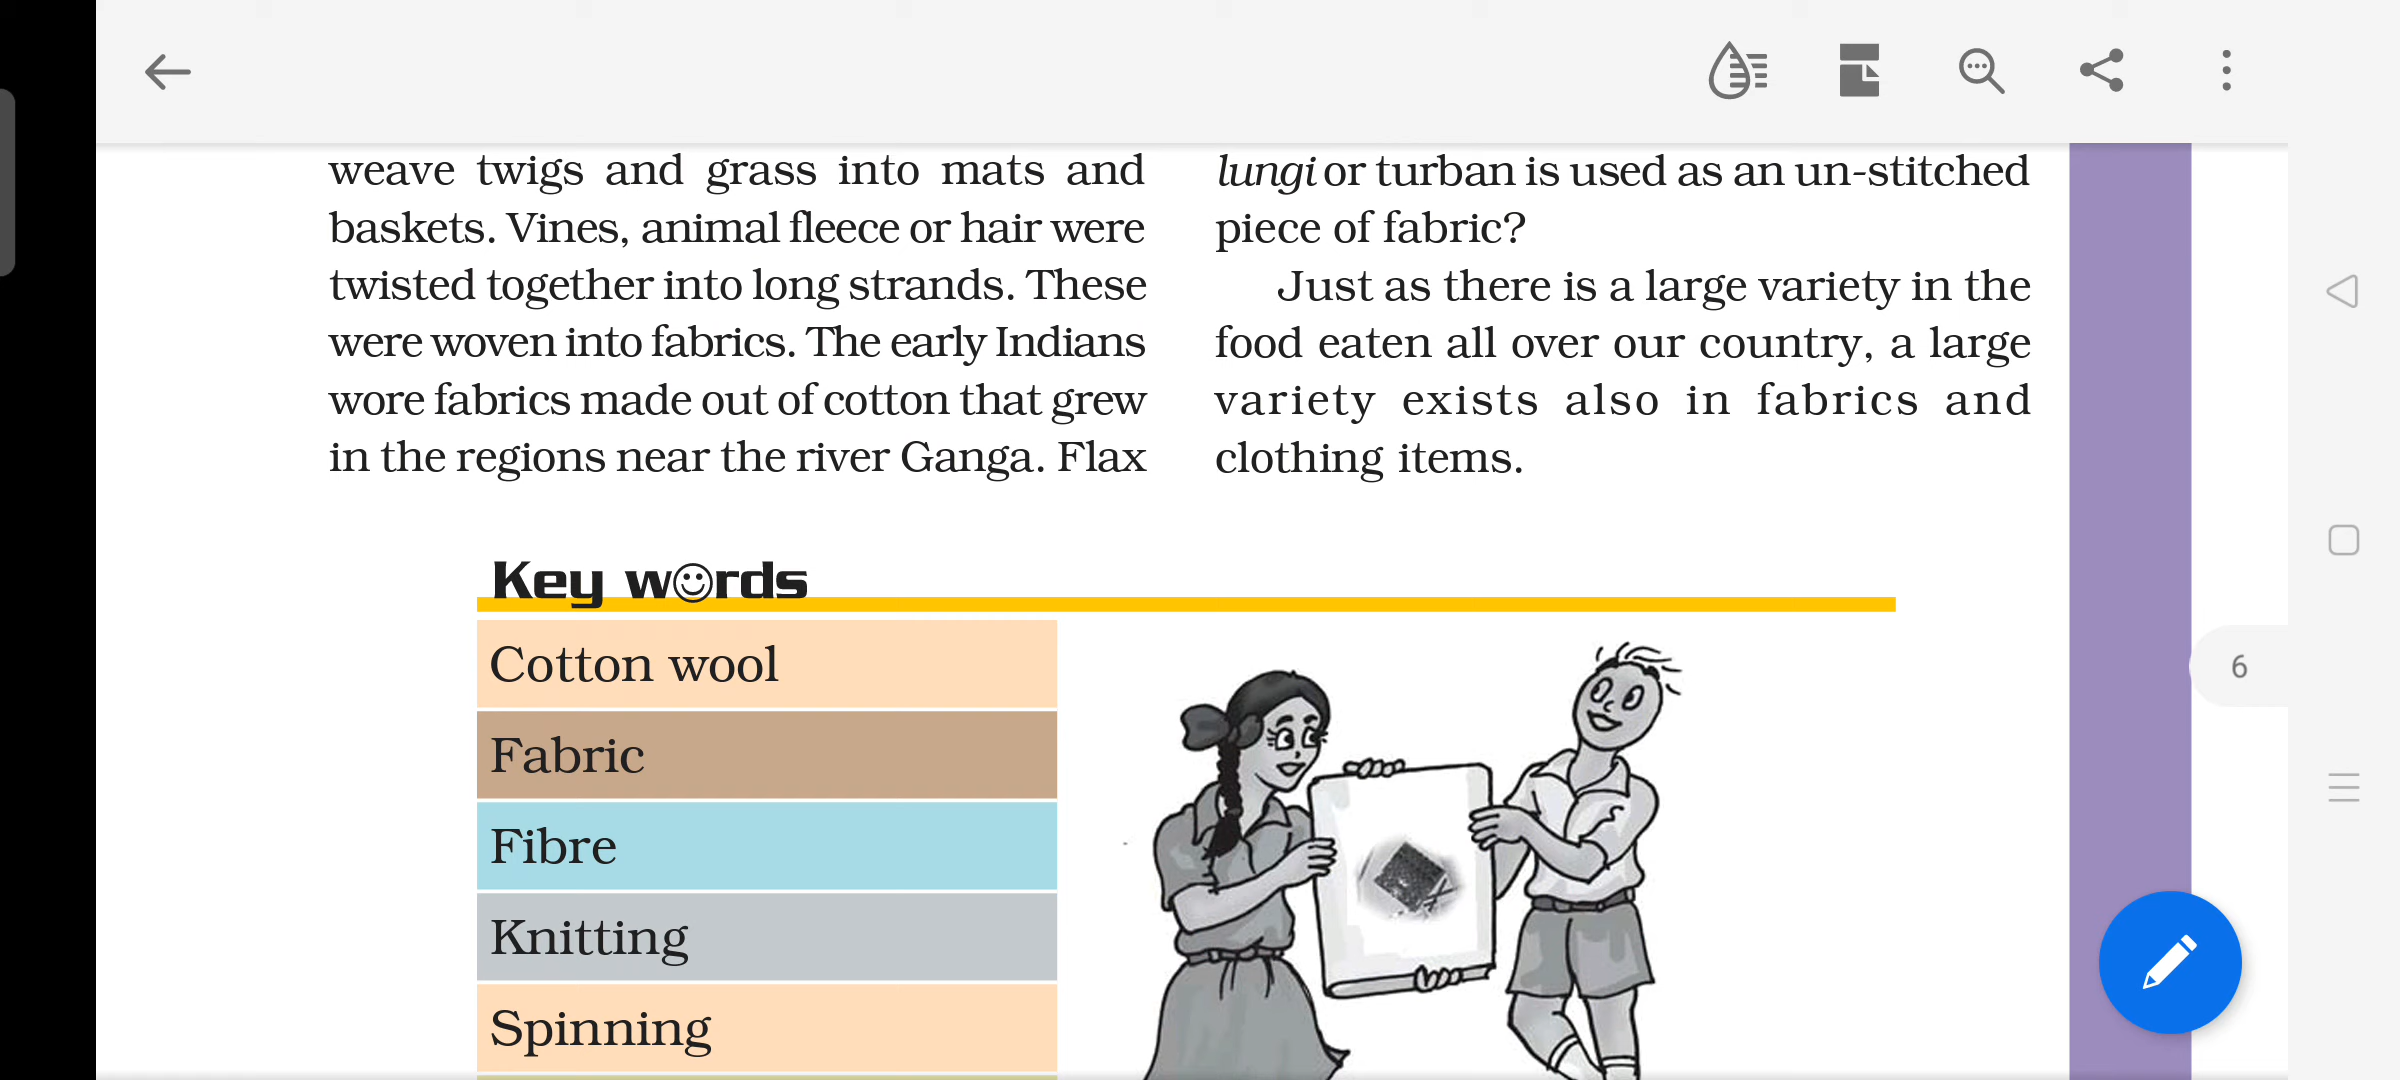 weave twigs and grass into mats and
baskets. Vines, animal fleece or hair were
twisted together into long strands. These
were woven into fabrics. The early Indians
wore fabrics made out of cotton that grew
in the regions near the river Ganga. Flax
lungi or turban is used as an un-stitched
piece of fabric?
Just as there is a large variety in the
food eaten all over our country, a large
variety exists also in fabrics and
clothing items.
Key words
Cotton wool
Fabric
Fibre
Knitting
Spinning
6